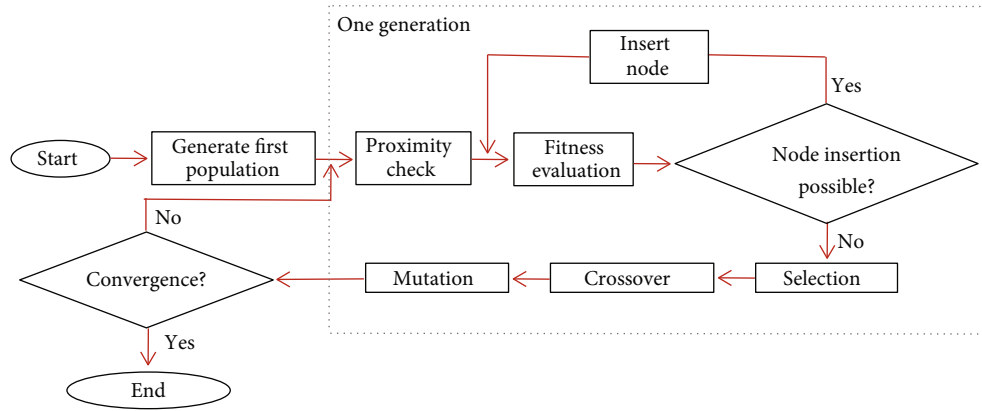 One generation
Insert
node
Yes
Start
Generate first
population
Proximity
check
Fitness
evaluation
Node insertion
possible?
No
No
Convergence?
Mutation
Crossover
Selection
Yes
End